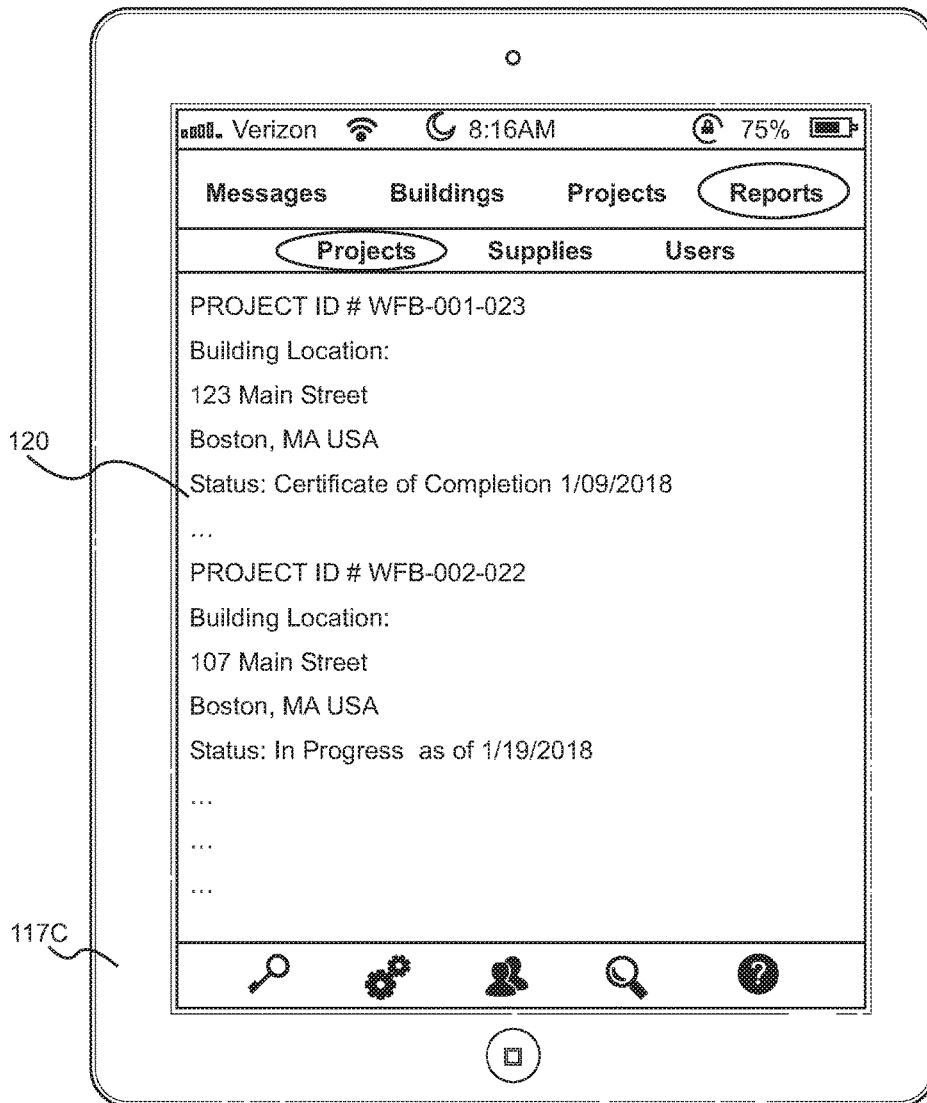 Verizon 8:16AM 75%
Messages Buildings Projects Reports
Projects Supplies Users
PROJECT ID # WFB-001-023
Building Location:
123 Main Street
Boston, MA USA
120
Status: Certificate of Completion 1/09/2018
...
PROJECT ID # WFB-002-022
Building Location:
107 Main Street
Boston, MA USA
Status: In Progress as of 1/19/2018
...
...
...
117C
?